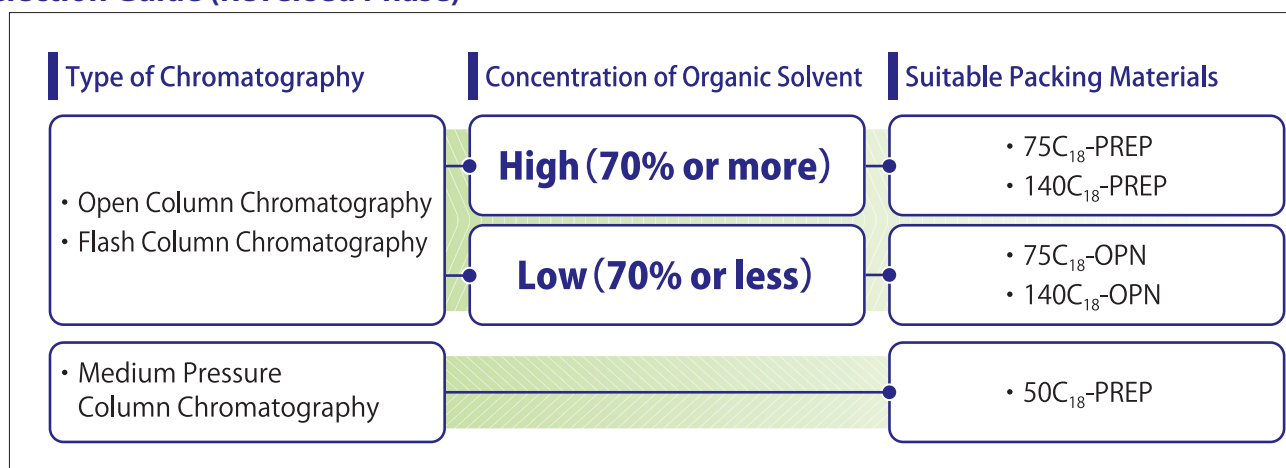 Type of Chromatography
Concentration of Organic Solvent
Suitable Packing Materials
・Open Column Chromatography
・Flash Column Chromatography
High (70% or more)
・75C₁₈-PREP
・140C₁₈-PREP
Low (70% or less)
・75C₁₈-OPN
・140C₁₈-OPN
・Medium Pressure
Column Chromatography
・50C₁₈-PREP